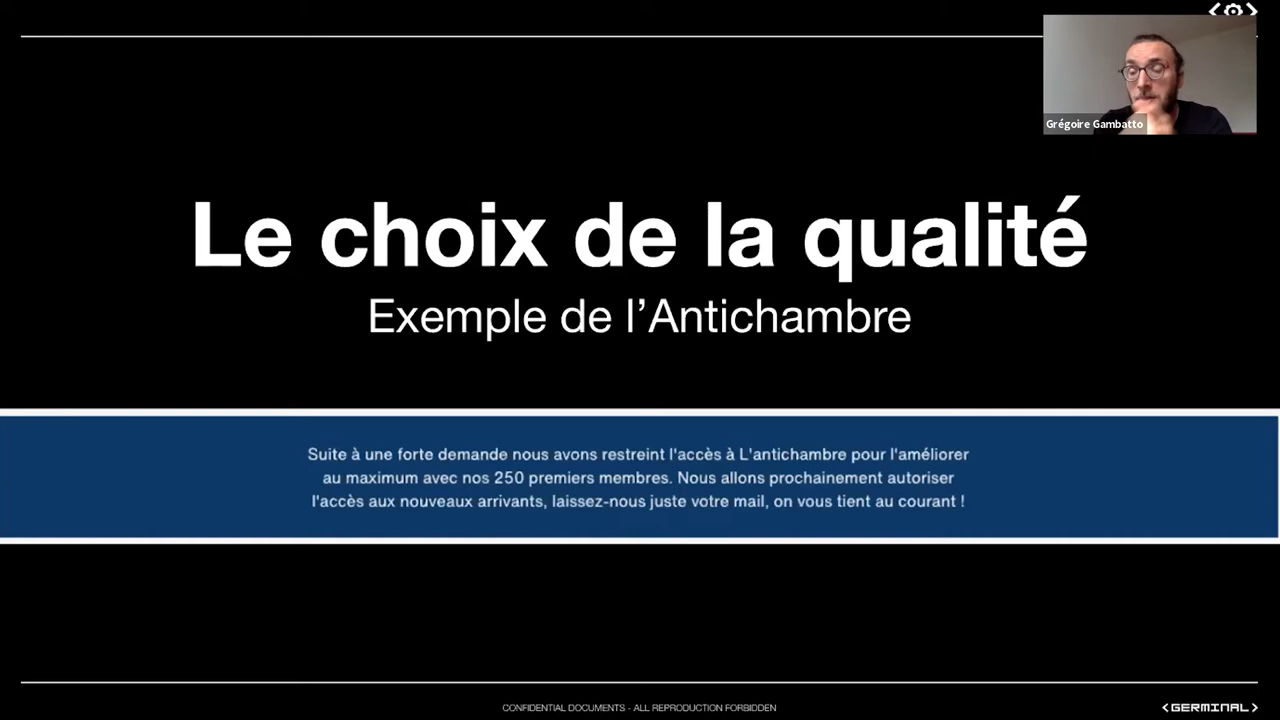 Grégoire Gambatto
Le choix de la qualité
Exemple de l’Antichambre
Suite à une forte demande nous avons restreint l'accès à L'antichambre pour l'améliorer
au maximum avec nos 250 premiers membres. Nous allons prochainement autoriser
l'accès aux nouveaux arrivants, laissez-nous juste votre mail, on vous tient au courant !
CONFIDENTIAL DOCUMENTS - ALL REPRODUCTION FORBIDDEN
<GERMINAL>